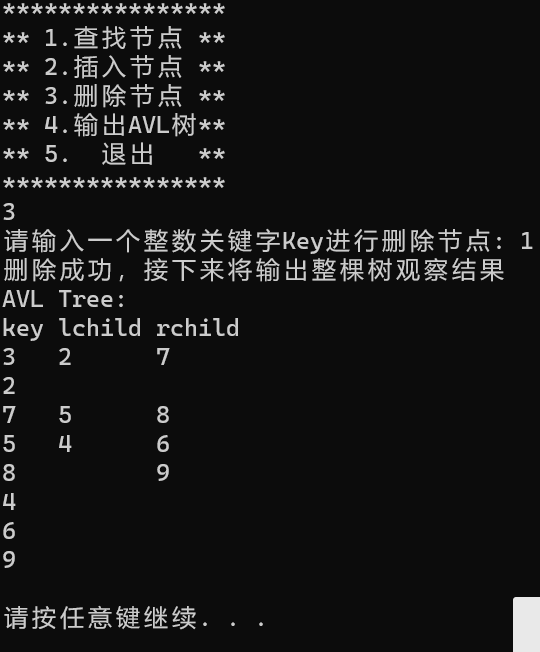 ****************
** 1.查找节点 **
** 2.插入节点 **
** 3.删除节点 **
** 4.输出AVL树**
** 5.  退出   **
****************
3
请输入一个整数关键字Key进行删除节点: 1
删除成功, 接下来将输出整棵树观察结果
AVL Tree:
key lchild rchild
3   2      7
2
7   5      8
5   4      6
8          9
4
6
9
请按任意键继续. . .